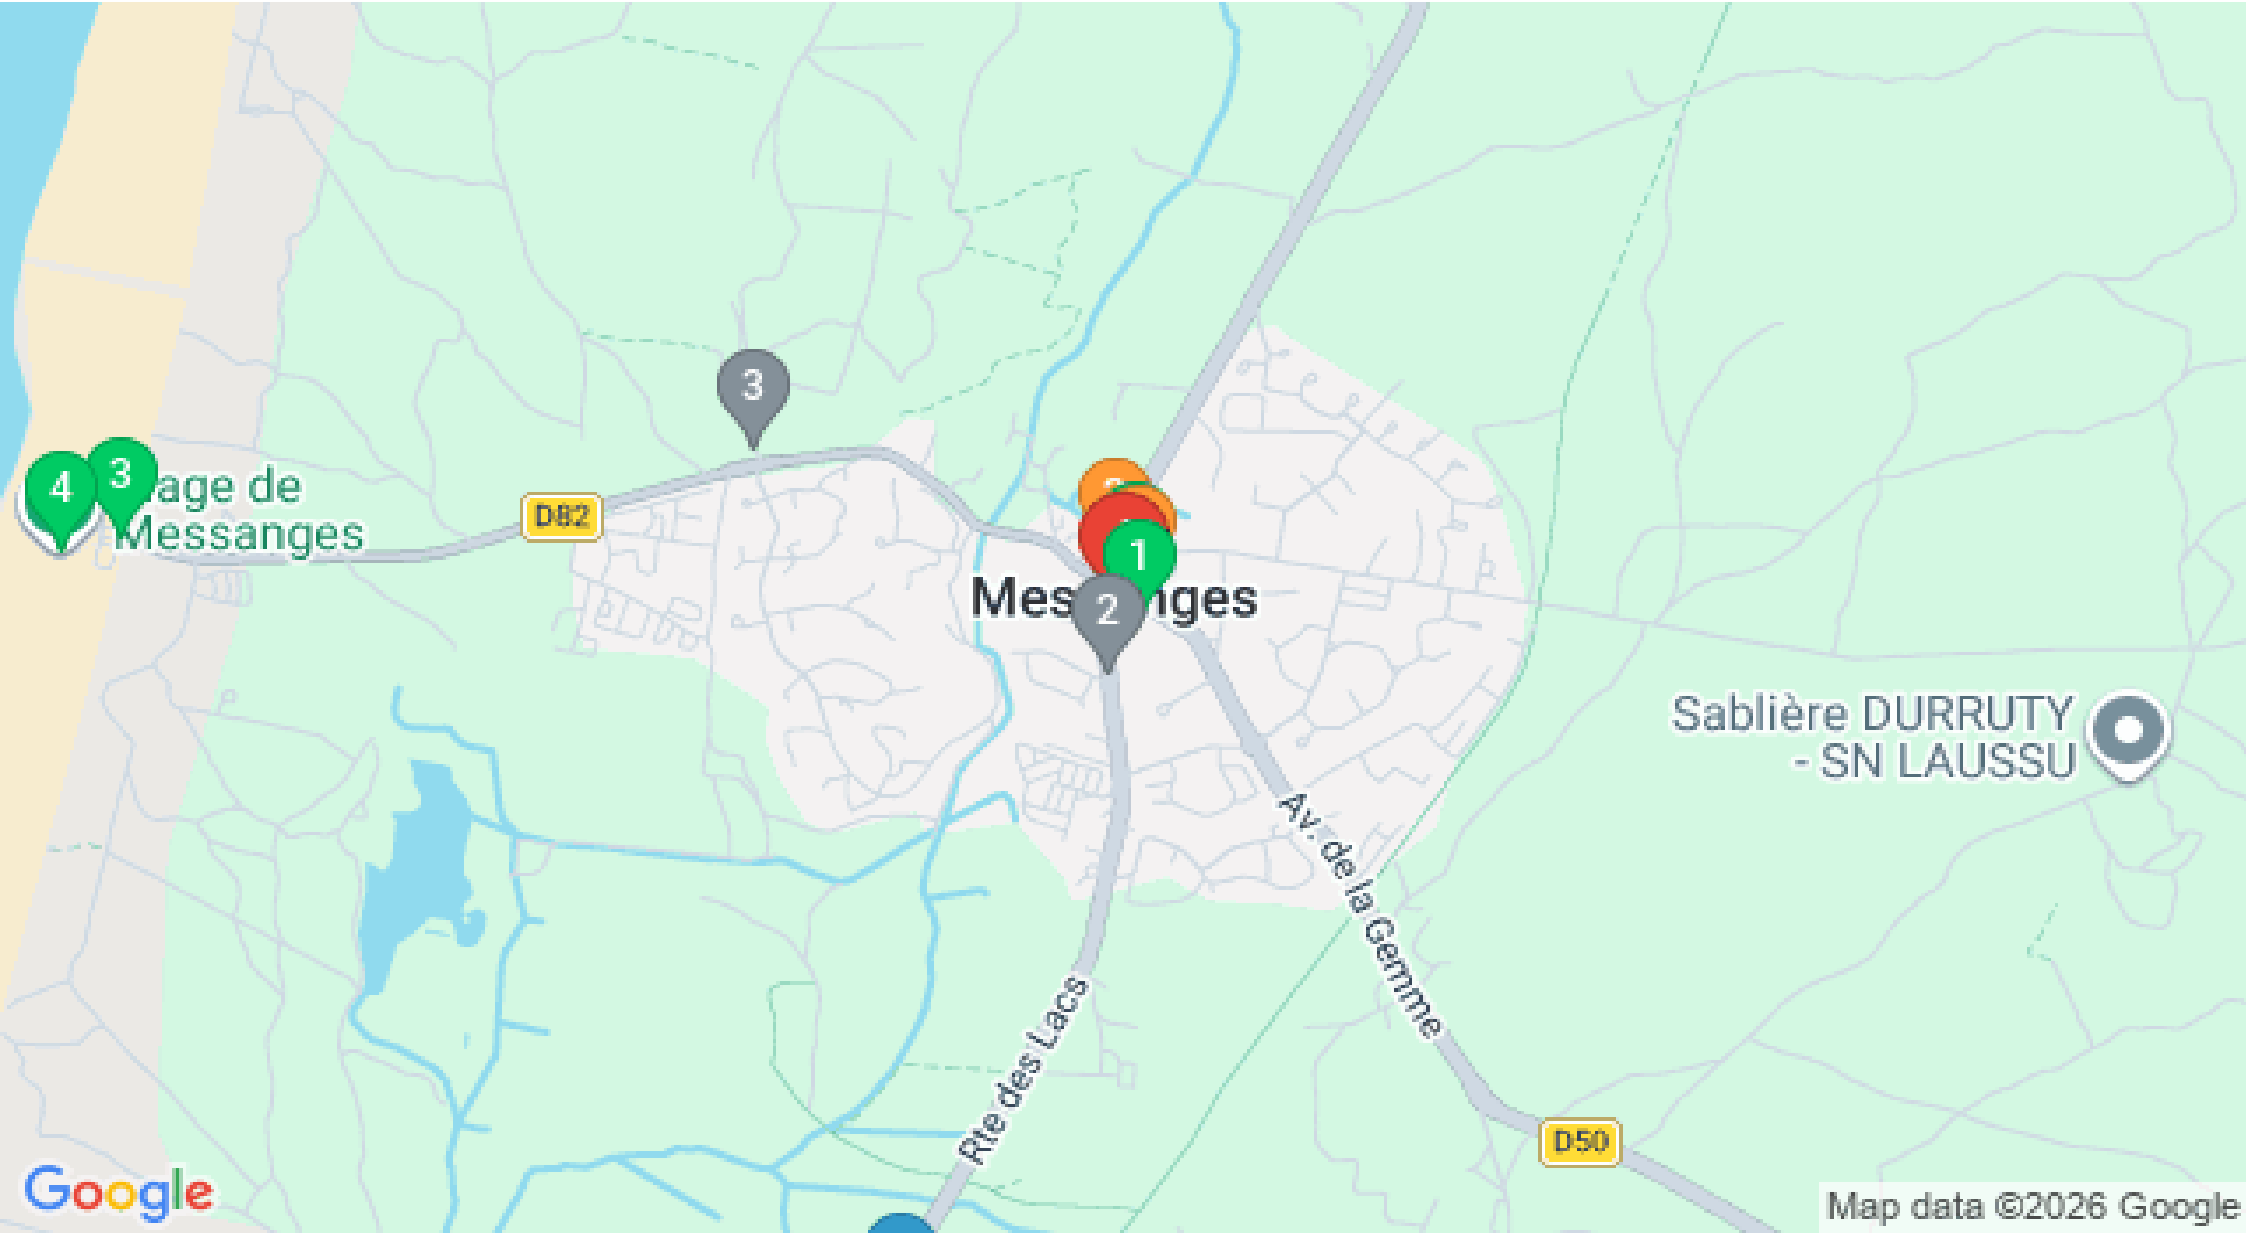 3
4
3
age de
Messanges
D82
1
2
Mes
nges
Sablière DURRUTY
- SN LAUSSU
Av. de la Gemme
Rte des Lacs
D50
Google
Map data ©2026 Google